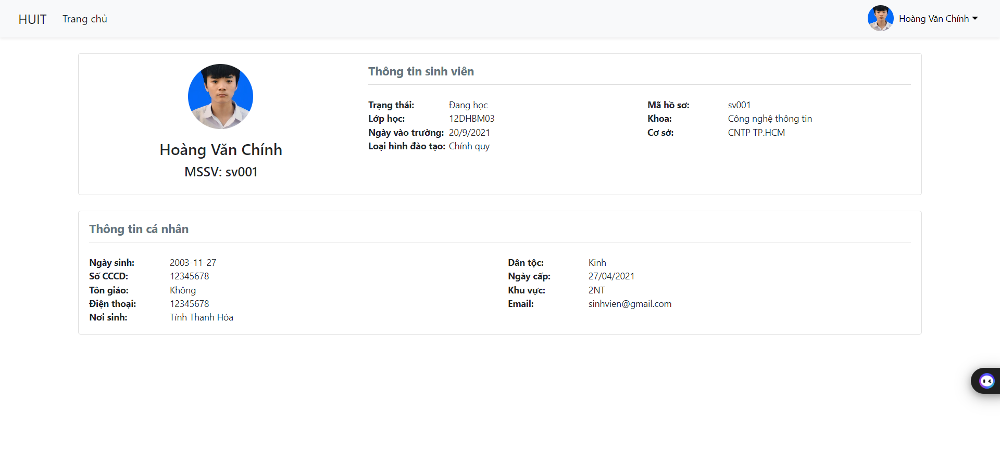 HUIT Trang chủ Hoàng Văn Chính
Hoàng Văn Chính
MSSV: sv001
Thông tin sinh viên
Trạng thái: Đang học Mã hồ sơ: sv001
Lớp học: 12DHBM03 Khoa: Công nghệ thông tin
Ngày vào trường: 20/9/2021 Cơ sở: CNTP TP.HCM
Loại hình đào tạo: Chính quy
Thông tin cá nhân
Ngày sinh: 2003-11-27 Dân tộc: Kinh
Số CCCD: 12345678 Ngày cấp: 27/04/2021
Tôn giáo: Không Khu vực: 2NT
Điện thoại: 12345678 Email: sinhvien@gmail.com
Nơi sinh: Tỉnh Thanh Hóa